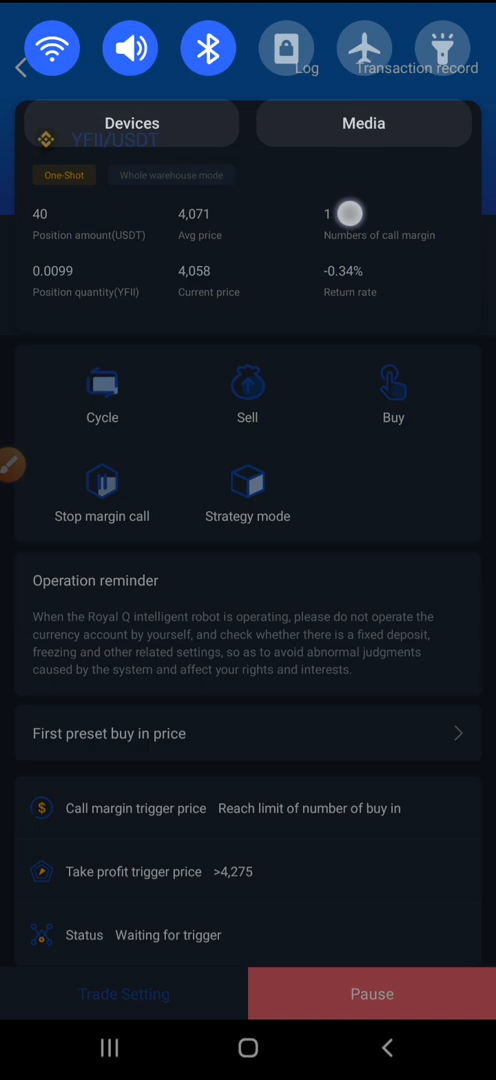 Log
Transaction record
Devices
Media
YFII/USDT
One-Shot
Whole warehouse mode
40
4,071
1
Position amount(USDT)
Avg price
Numbers of call margin
0.0099
4,058
-0.34%
Position quantity(YFII)
Current price
Return rate
Cycle
Sell
Buy
Stop margin call
Strategy mode
Operation reminder
When the Royal Q intelligent robot is operating, please do not operate the
currency account by yourself, and check whether there is a fixed deposit,
freezing and other related settings, so as to avoid abnormal judgments
caused by the system and affect your rights and interests.
First preset buy in price
Call margin trigger price Reach limit of number of buy in
Take profit trigger price >4,275
Status Waiting for trigger
Trade Setting
Pause